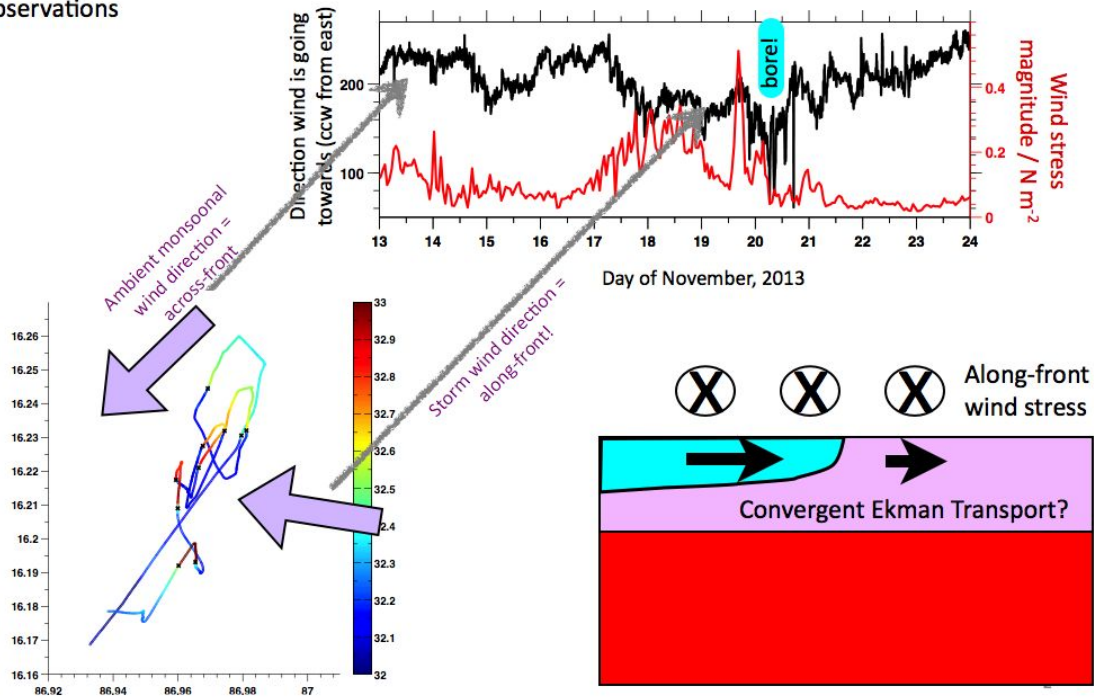 bservations
Direction wind is going
towards (ccw from east)
200
100
bore!
0.4
0.2
0
Wind stress
magnitude / N m-2
13 14 15 16 17 18 19 20 21 22 23 24
Day of November, 2013
Ambient monsoonal
wind direction =
across-front
Storm wind direction =
along-front!
16.26
16.25
16.24
16.23
16.22
16.21
16.2
16.19
16.18
16.17
16.16
86.92 86.94 86.96 86.98 87
33
32.9
32.8
32.7
32.6
32.5
2.4
32.3
32.2
32.1
32
X X X
Along-front
wind stress
Convergent Ekman Transport?